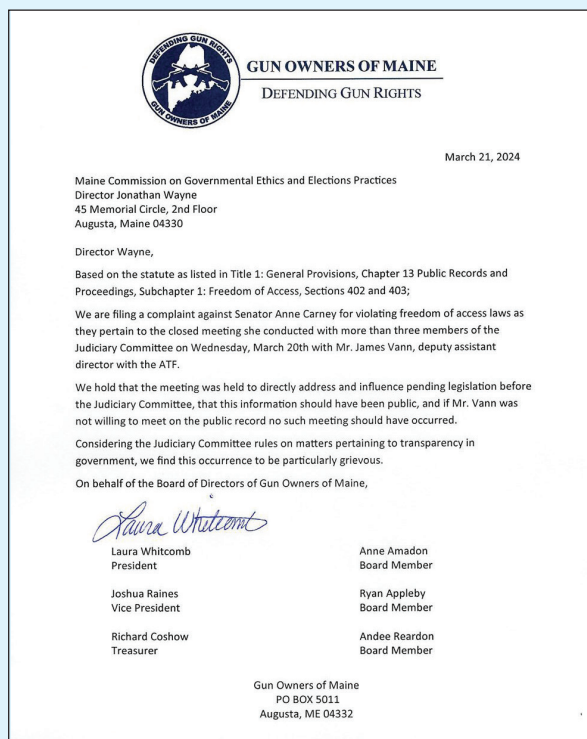 DEFENDING GUN RIGHTS
GUN OWNERS OF MAINE
GUN OWNERS OF MAINE
DEFENDING GUN RIGHTS
March 21, 2024
Maine Commission on Governmental Ethics and Elections Practices
Director Jonathan Wayne
45 Memorial Circle, 2nd Floor
Augusta, Maine 04330
Director Wayne,
Based on the statute as listed in Title 1: General Provisions, Chapter 13 Public Records and
Proceedings, Subchapter 1: Freedom of Access, Sections 402 and 403;
We are filing a complaint against Senator Anne Carney for violating freedom of access laws as
they pertain to the closed meeting she conducted with more than three members of the
Judiciary Committee on Wednesday, March 20th with Mr. James Vann, deputy assistant
director with the ATF.
We hold that the meeting was held to directly address and influence pending legislation before
the Judiciary Committee, that this information should have been public, and if Mr. Vann was
not willing to meet on the public record no such meeting should have occurred.
Considering the Judiciary Committee rules on matters pertaining to transparency in
government, we find this occurrence to be particularly grievous.
On behalf of the Board of Directors of Gun Owners of Maine,
Laura Whitcomb
Laura Whitcomb
President
Anne Amadon
Board Member
Joshua Raines
Vice President
Ryan Appleby
Board Member
Richard Coshow
Treasurer
Andee Reardon
Board Member
Gun Owners of Maine
PO BOX 5011
Augusta, ME 04332